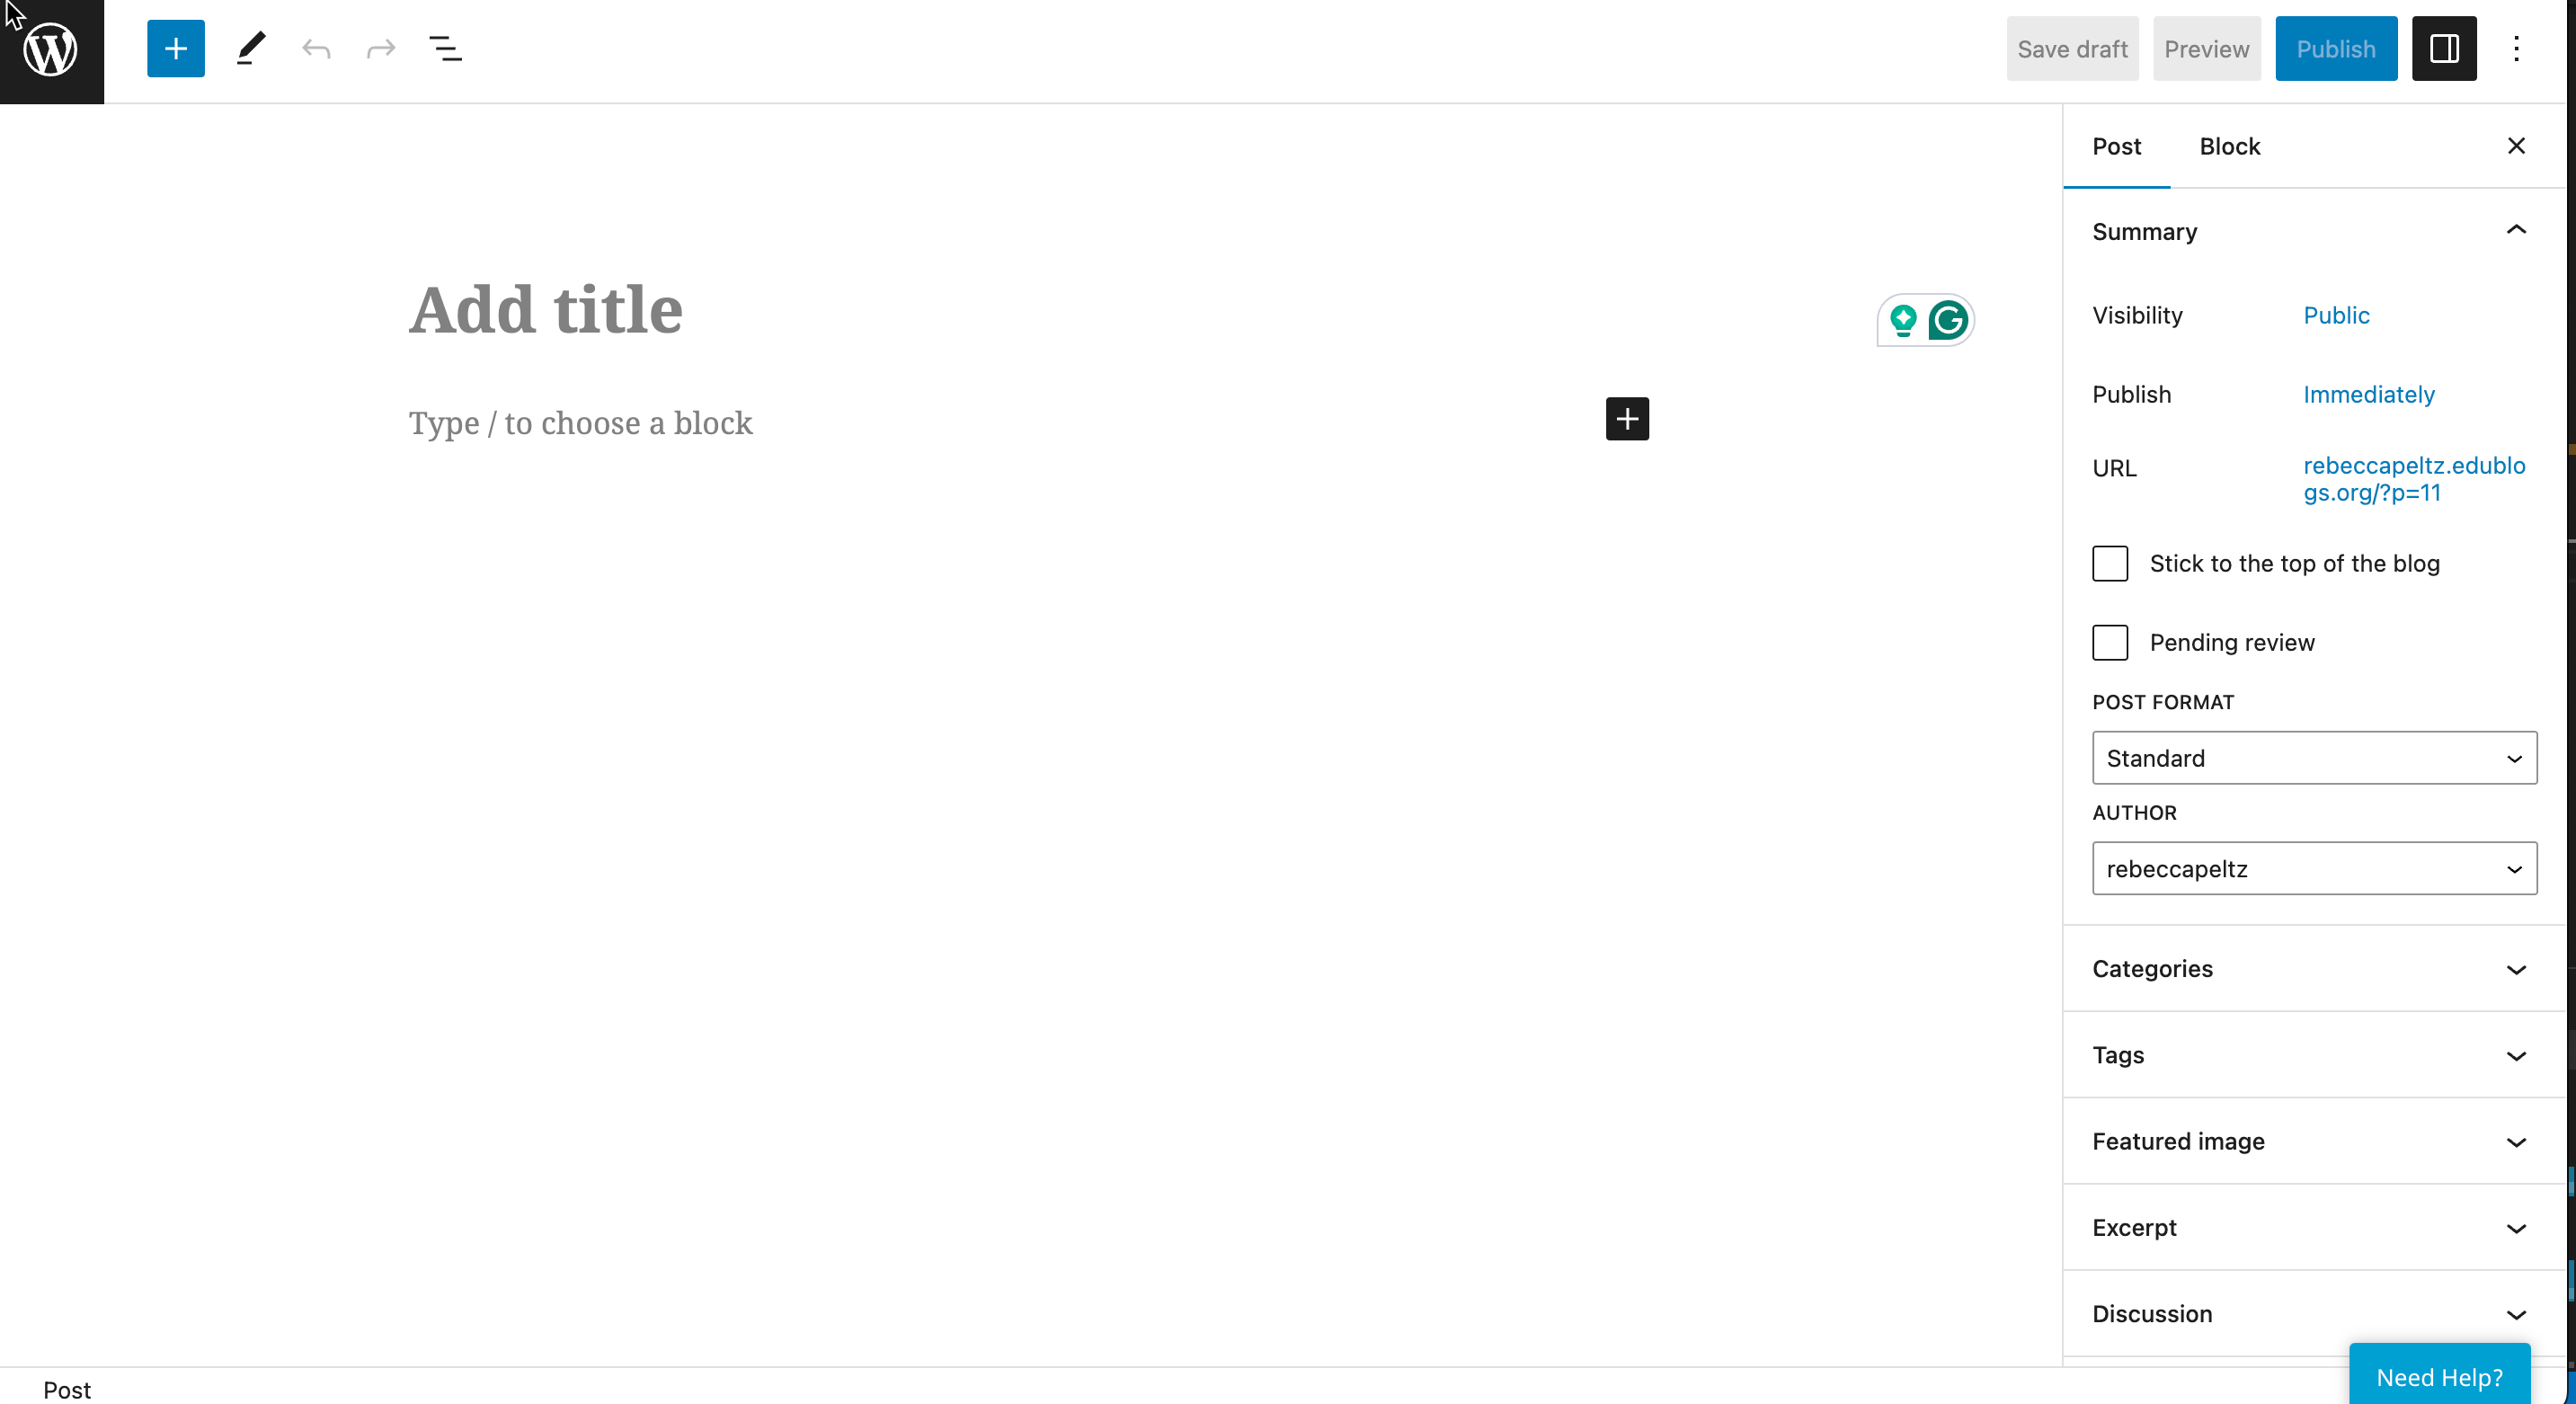 Save draft
Preview
Publish
Post
Block
Summary
Add title
Visibility
Public
Publish
Immediately
Type / to choose a block
URL
rebeccapeltz.edublo
gs.org/?p=11
Stick to the top of the blog
Pending review
POST FORMAT
Standard
AUTHOR
rebeccapeltz
Categories
Tags
Featured image
Excerpt
Discussion
Need Help?
Post